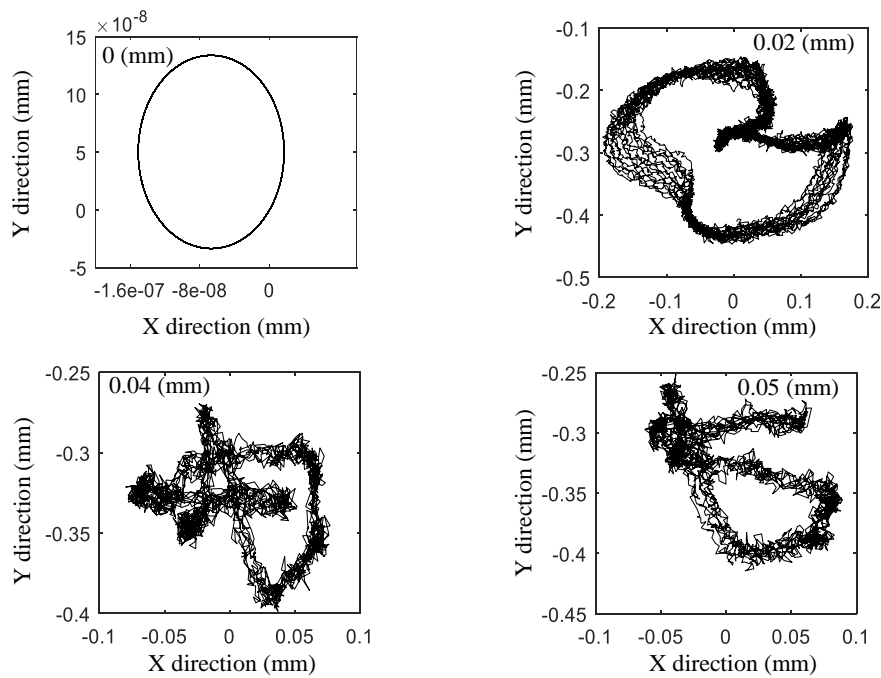 ×10⁻⁸
15
10
5
0
-5
0 (mm)
Y direction (mm)
-1.6e-07 -8e-08 0
X direction (mm)
-0.1
-0.2
-0.3
-0.4
-0.5
0.02 (mm)
Y direction (mm)
-0.2 -0.1 0 0.1 0.2
X direction (mm)
-0.25
-0.3
-0.35
-0.4
0.04 (mm)
Y direction (mm)
-0.1 -0.05 0 0.05 0.1
X direction (mm)
-0.25
-0.3
-0.35
-0.4
-0.45
0.05 (mm)
Y direction (mm)
-0.1 -0.05 0 0.05 0.1
X direction (mm)